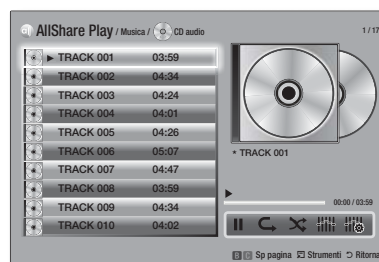 AllShare Play / Musica / CD audio 1 / 17
TRACK 001 03:59
TRACK 002 04:34
TRACK 003 04:24
TRACK 004 04:01
TRACK 005 04:26
TRACK 006 05:07
TRACK 007 04:47
TRACK 008 03:59
TRACK 009 04:34
TRACK 010 04:02
* TRACK 001
00:00 / 03:59
B C Sp pagina Strumenti Ritorna